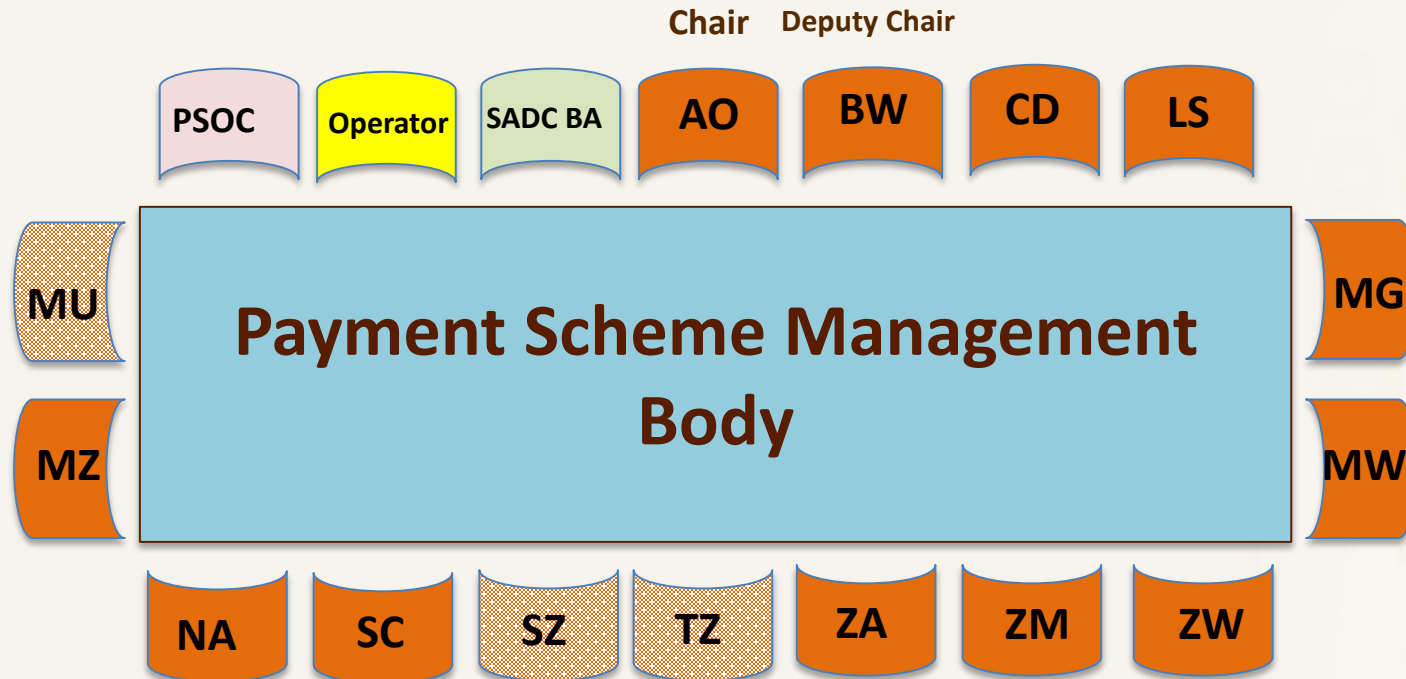 Chair Deputy Chair
PSOC Operator SADC BA AO BW CD LS
MU
Payment Scheme Management
Body
MG
MZ
MW
NA SC SZ TZ ZA ZM ZW